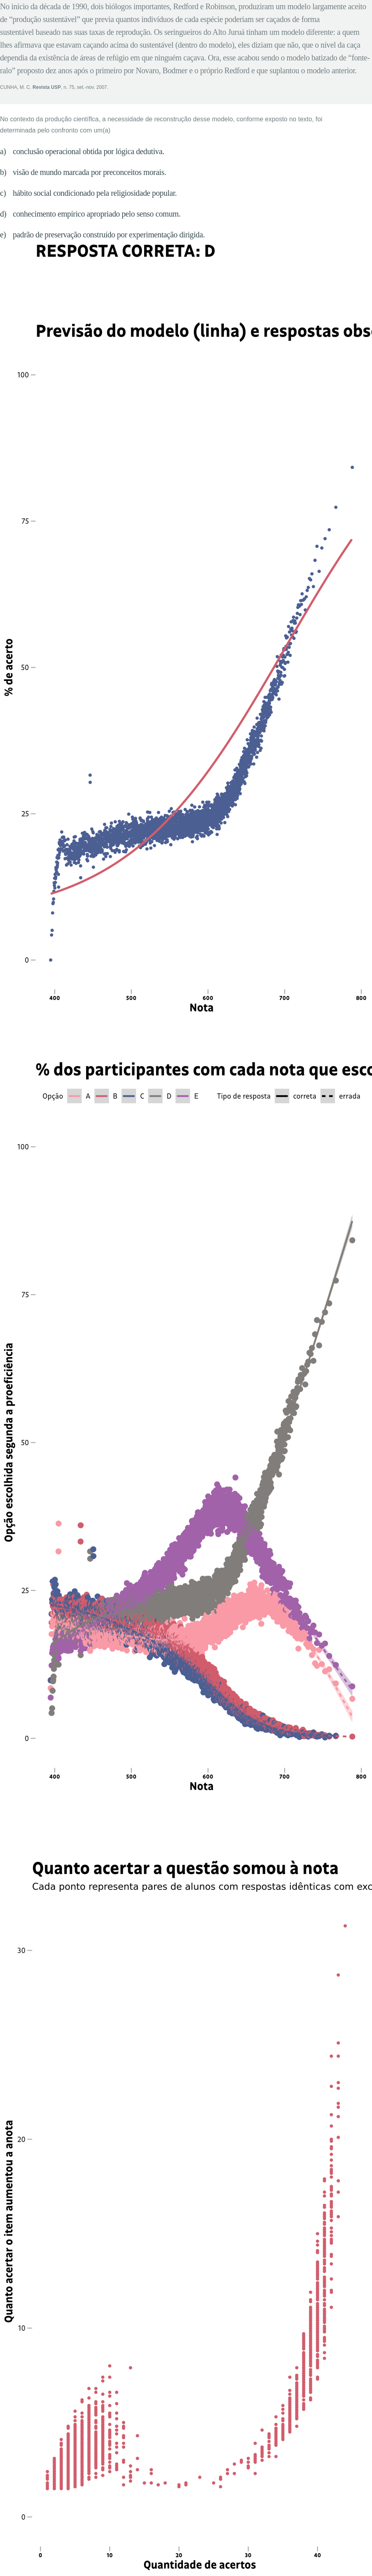 No início da década de 1990, dois biólogos importantes, Redford e Robinson, produziram um modelo largamente aceito
de “produção sustentável” que previa quantos indivíduos de cada espécie poderiam ser caçados de forma
sustentável baseado nas suas taxas de reprodução. Os seringueiros do Alto Juruá tinham um modelo diferente: a quem
lhes afirmava que estavam caçando acima do sustentável (dentro do modelo), eles diziam que não, que o nível da caça
dependia da existência de áreas de refúgio em que ninguém caçava. Ora, esse acabou sendo o modelo batizado de “fonte-
ralo” proposto dez anos após o primeiro por Novaro, Bodmer e o próprio Redford e que suplantou o modelo anterior.
CUNHA, M. C. Revista USP, n. 75, set.-nov. 2007.
No contexto da produção científica, a necessidade de reconstrução desse modelo, conforme exposto no texto, foi
determinada pelo confronto com um(a)
a) conclusão operacional obtida por lógica dedutiva.
b) visão de mundo marcada por preconceitos morais.
c) hábito social condicionado pela religiosidade popular.
d) conhecimento empírico apropriado pelo senso comum.
e) padrão de preservação construído por experimentação dirigida.
RESPOSTA CORRETA: D
Previsão do modelo (linha) e respostas obs
100
75
50
25
0
% de acerto
400 500 600 700 800
Nota
% dos participantes com cada nota que esco
Opção A B C D E Tipo de resposta correta errada
100
75
50
25
0
Opção escolhida segundo a proeficiência
400 500 600 700 800
Nota
Quanto acertar a questão somou à nota
Cada ponto representa pares de alunos com respostas idênticas com exc
30
20
10
0
Quanto acertar o item aumentou a anota
0 10 20 30 40
Quantidade de acertos